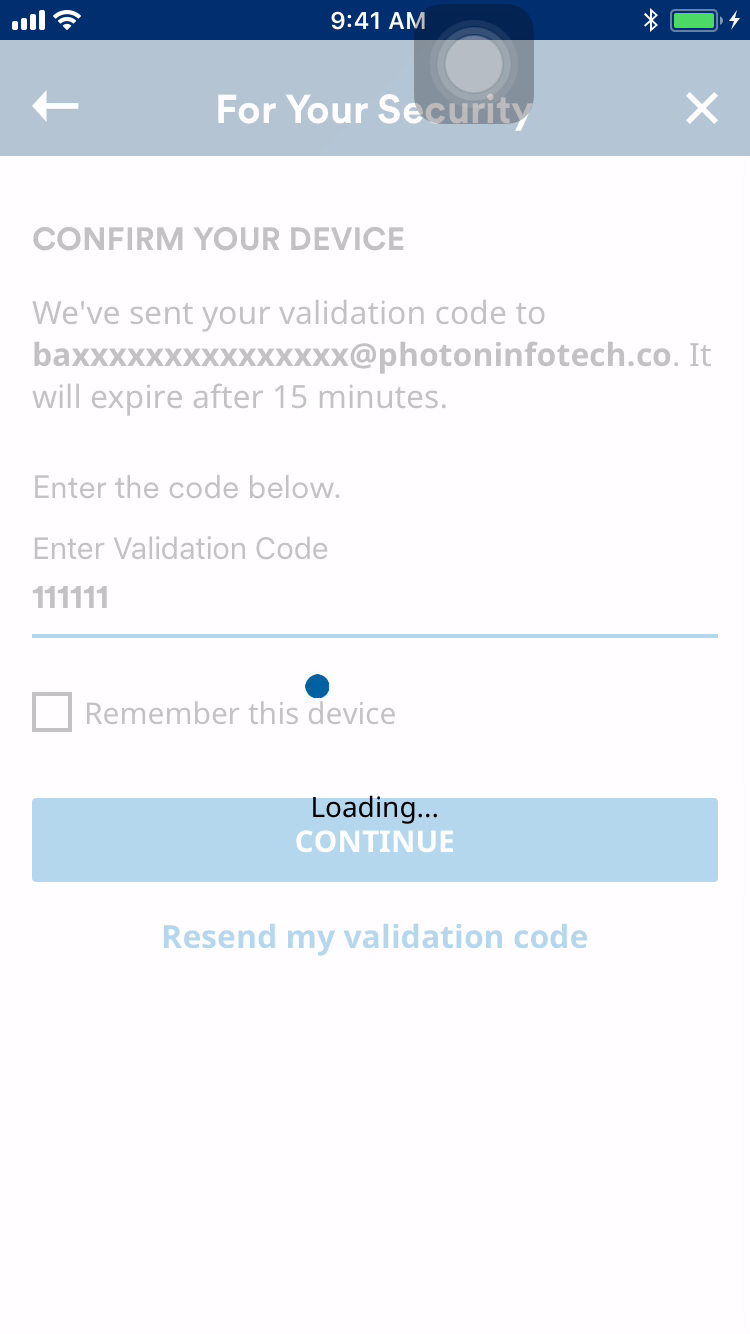 9:41 AM
For Your Security
CONFIRM YOUR DEVICE
We've sent your validation code to
baxxxxxxxxxxxxxxx@photoninfotech.co. It
will expire after 15 minutes.
Enter the code below.
Enter Validation Code
111111
Remember this device
Loading...
CONTINUE
Resend my validation code